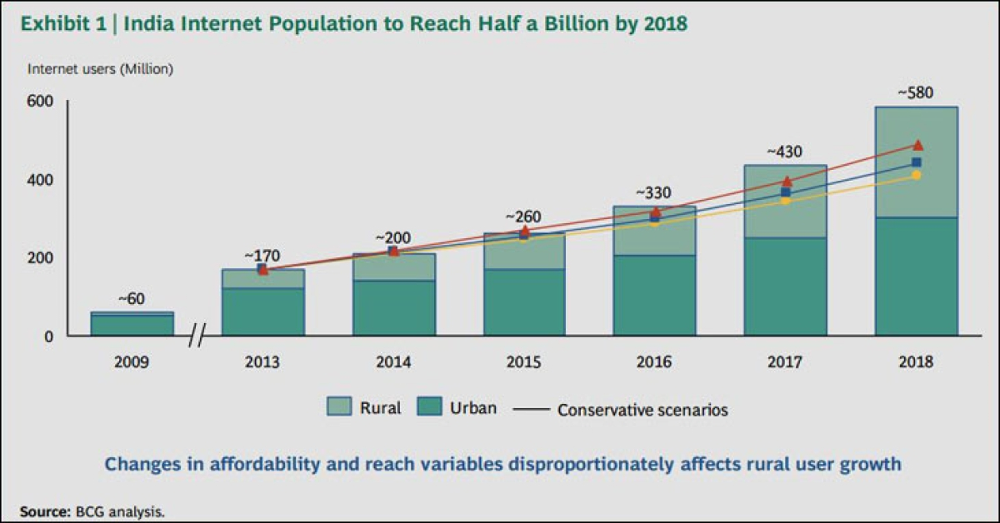 Exhibit 1 | India Internet Population to Reach Half a Billion by 2018
Internet users (Million)
600
400
200
0
~60
~170
~200
~260
~330
~430
~580
2009
2013
2014
2015
2016
2017
2018
Rural
Urban
Conservative scenarios
Changes in affordability and reach variables disproportionately affects rural user growth
Source: BCG analysis.